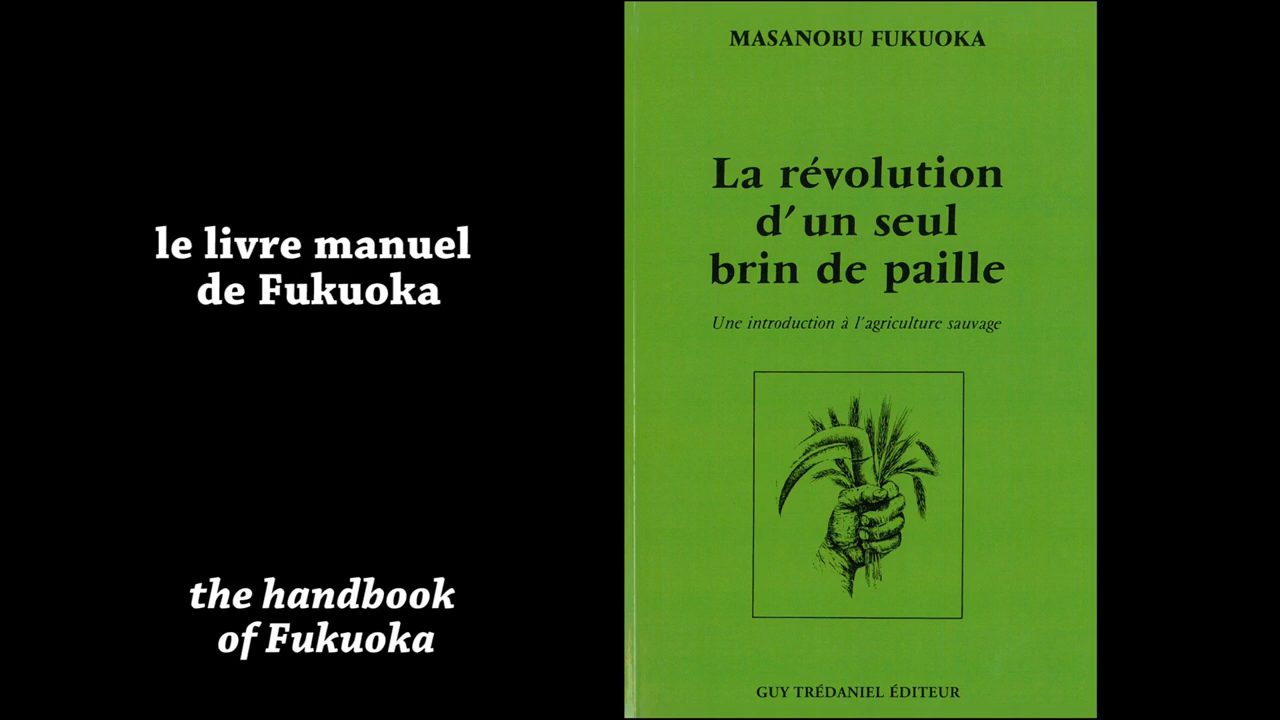 le livre manuel
de Fukuoka
the handbook
of Fukuoka
MASANOBU FUKUOKA
La révolution
d'un seul
brin de paille
Une introduction à l'agriculture sauvage
GUY TRÉDANIEL ÉDITEUR